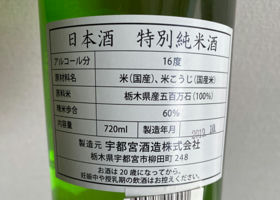 日本酒 特別純米酒
アルコール分 16度
原材料名 米(国産)、米こうじ(国産米)
原料米 栃木県産五百万石(100%)
精米歩合 60%
内容量 720ml 製造年月 2019.
製造元 宇都宮酒造株式会社
栃木県宇都宮市柳田町248
お酒は20歳になってから。
妊娠中や授乳期の飲酒はお控えください。